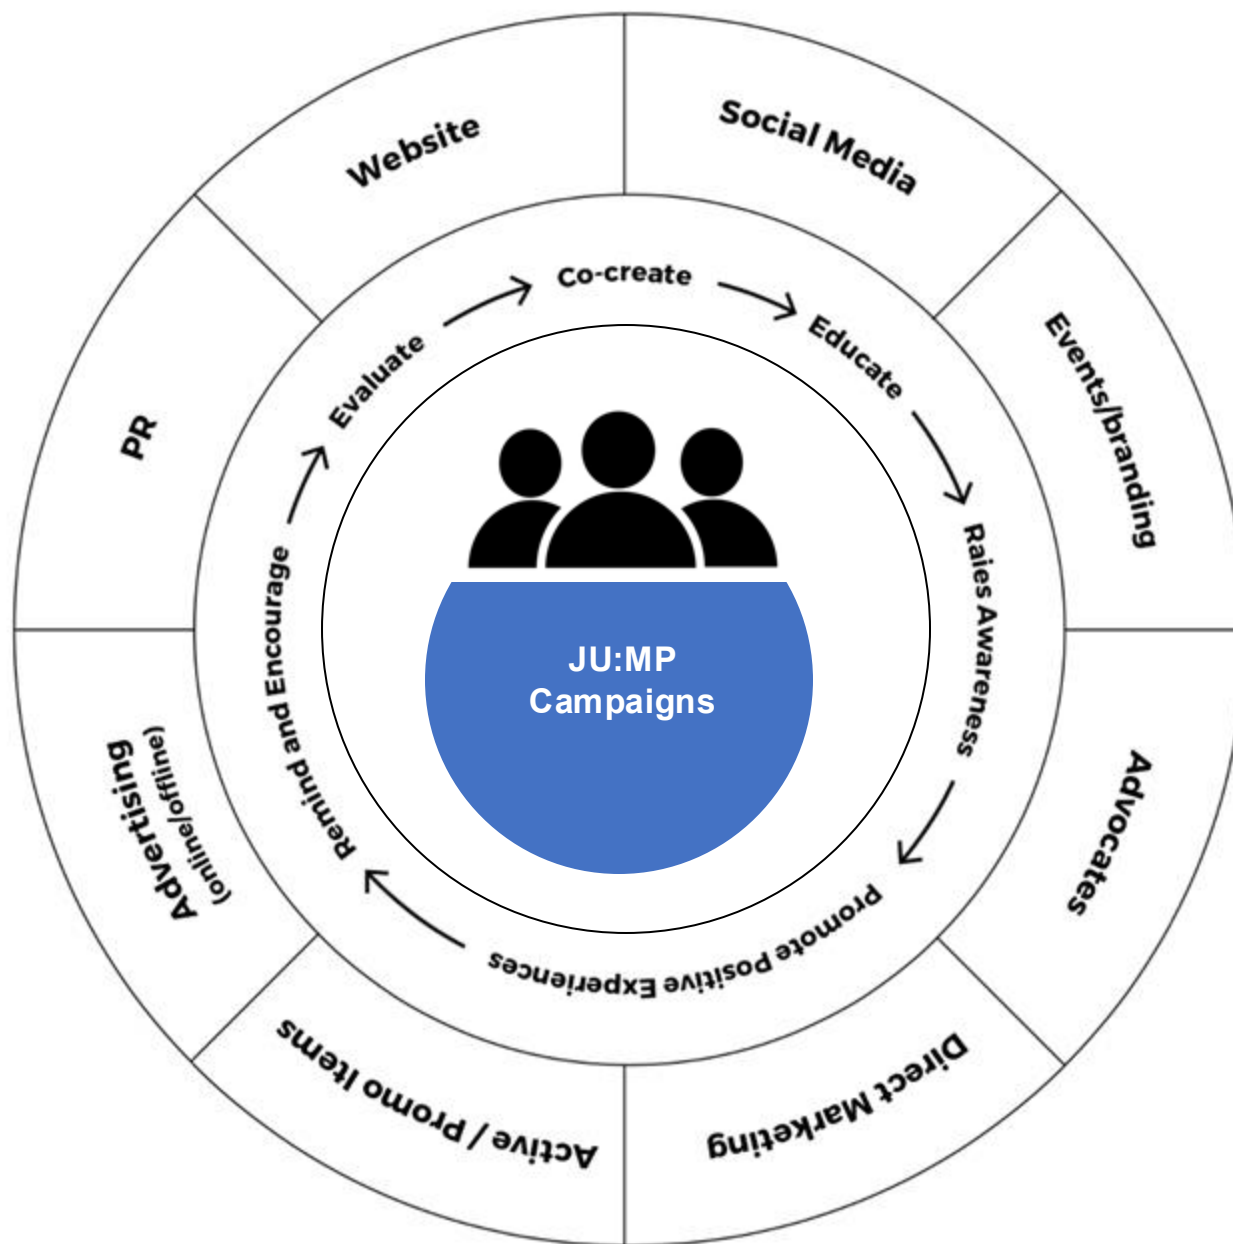 Website
Social Media
Events/branding
Advocates
Direct Marketing
Active / Promo Items
Advertising
(online/offline)
PR
Co-create
Educate
Raies Awareness
Promote Positive Experiences
Remind and Encourage
Evaluate
JU:MP
Campaigns